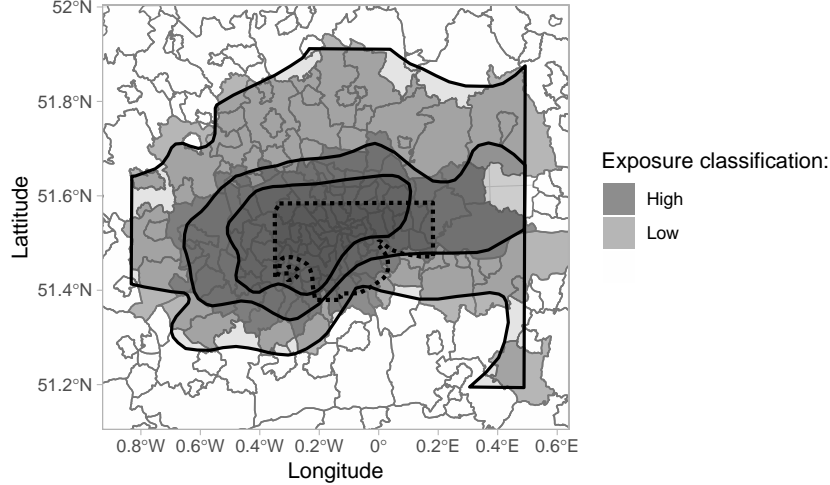 52°N
51.8°N
51.6°N
51.4°N
51.2°N
Lattitude
0.8°W 0.6°W 0.4°W 0.2°W 0° 0.2°E 0.4°E 0.6°E
Longitude
Exposure classification:
High
Low